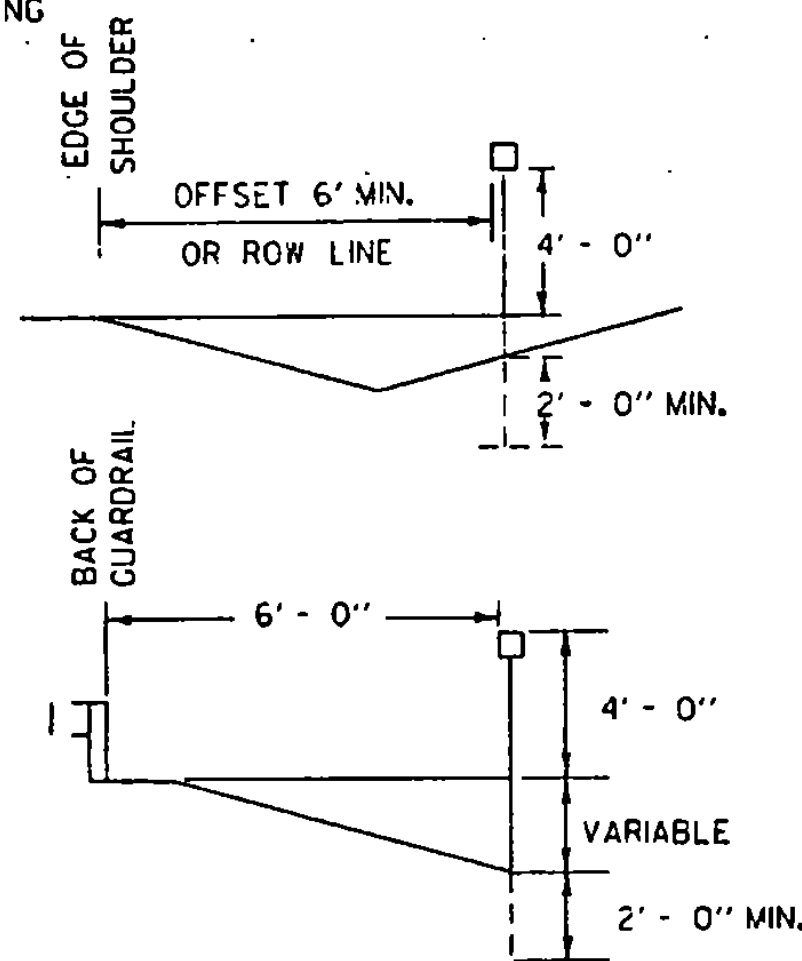 NG
EDGE OF
SHOULDER
OFFSET 6' MIN.
OR ROW LINE
4' - 0"
2' - 0" MIN.
BACK OF
GUARDRAIL
6' - 0"
4' - 0"
VARIABLE
2' - 0" MIN.